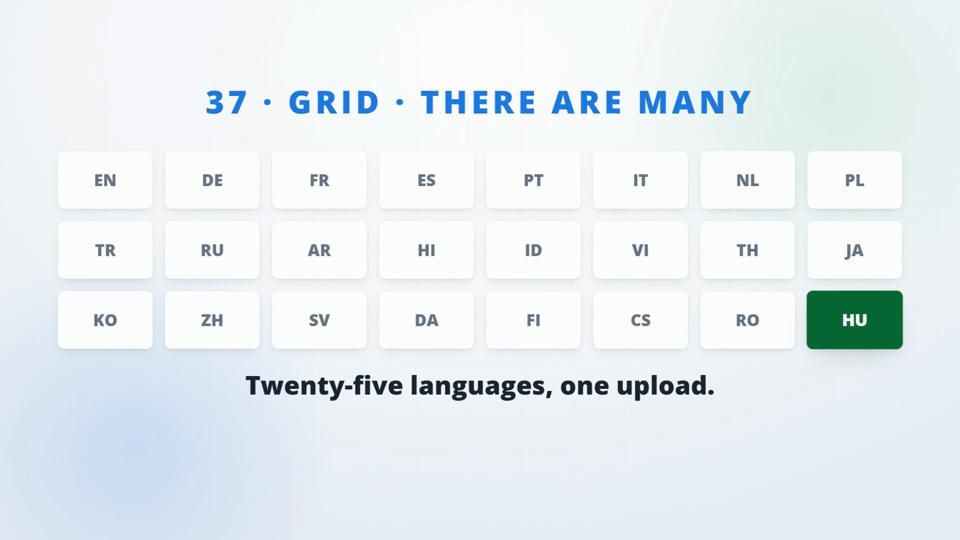 37 · GRID · THERE ARE MANY
EN DE FR ES PT IT NL PL
TR RU AR HI ID VI TH JA
KO ZH SV DA FI CS RO HU
Twenty-five languages, one upload.